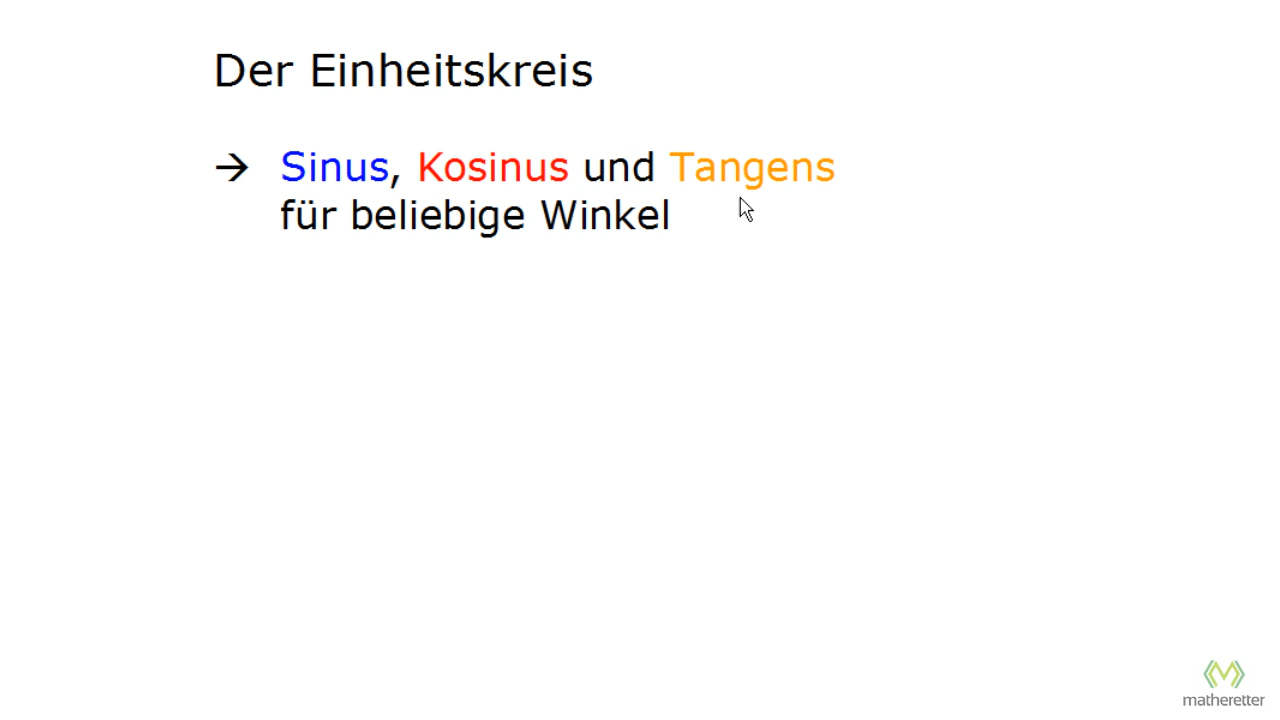 Der Einheitskreis
→ Sinus, Kosinus und Tangens
für beliebige Winkel
matheretter